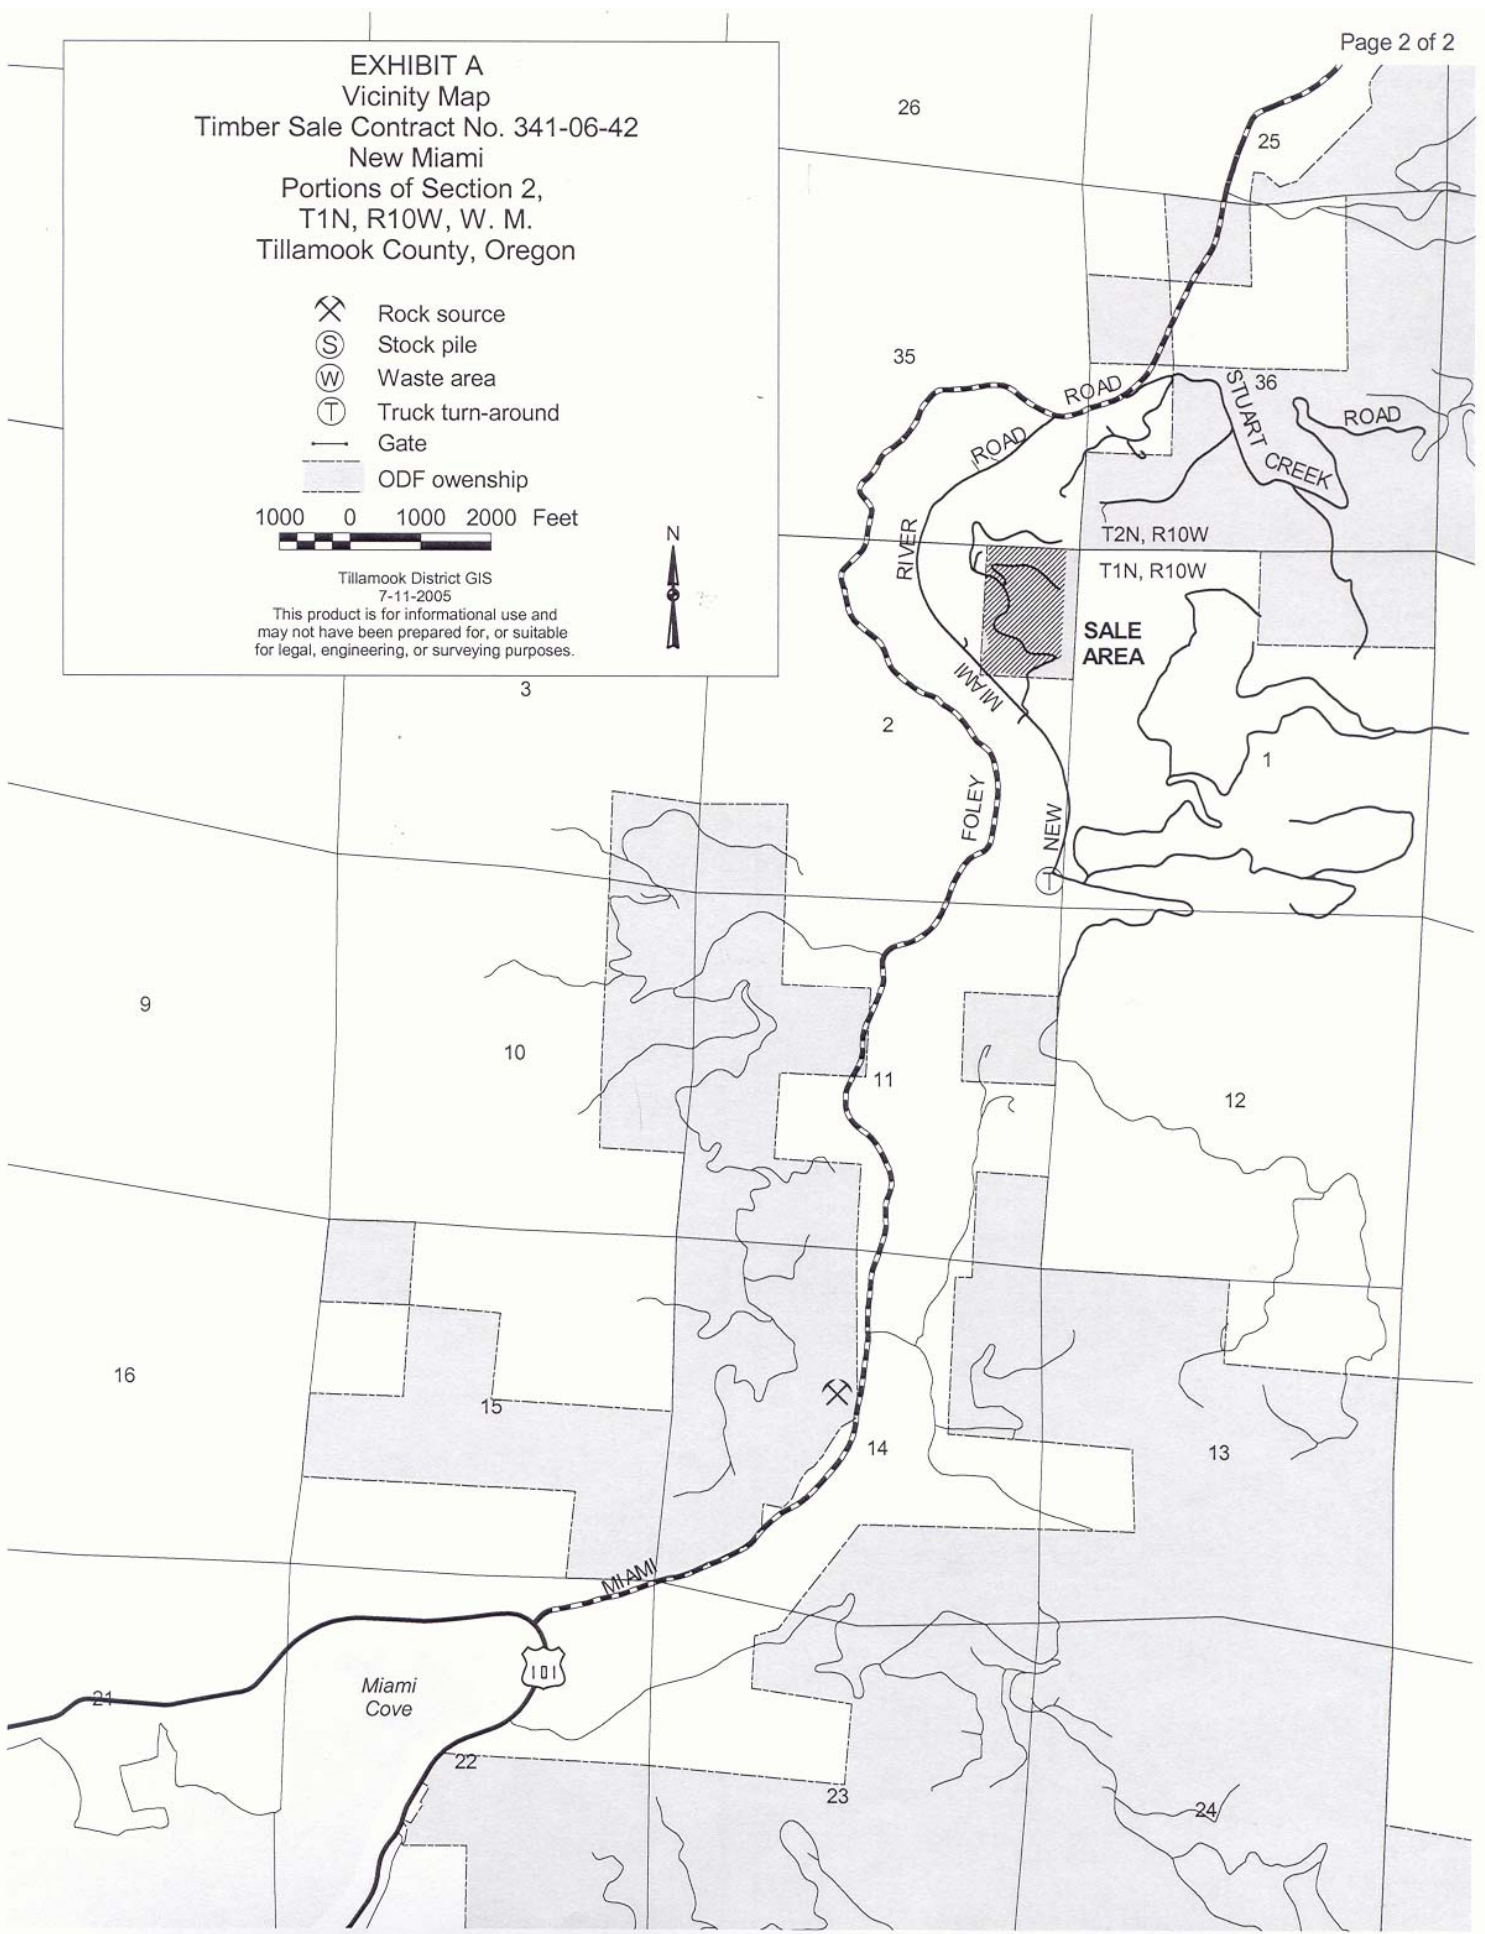 Page 2 of 2
EXHIBIT A
Vicinity Map
Timber Sale Contract No. 341-06-42
New Miami
Portions of Section 2,
T1N, R10W, W. M.
Tillamook County, Oregon
Rock source
S Stock pile
W Waste area
T Truck turn-around
Gate
ODF owenship
1000 0 1000 2000 Feet
N
Tillamook District GIS
7-11-2005
This product is for informational use and
may not have been prepared for, or suitable
for legal, engineering, or surveying purposes.
26
25
35
36
ROAD
STUART
CREEK
ROAD
ROAD
RIVER
MIAMI
NEW
T2N, R10W
T1N, R10W
SALE
AREA
3
2
1
FOLEY
T
9
10
11
12
16
15
14
13
MIAMI
101
Miami
Cove
21
22
23
24